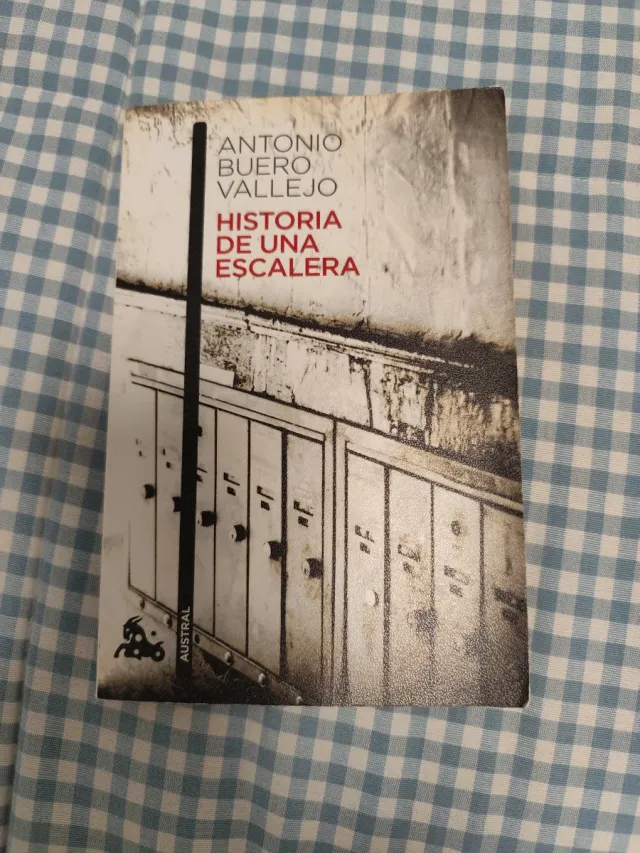 ANTONIO
BUERO
VALLEJO
HISTORIA
DE UNA
ESCALERA
AUSTRAL